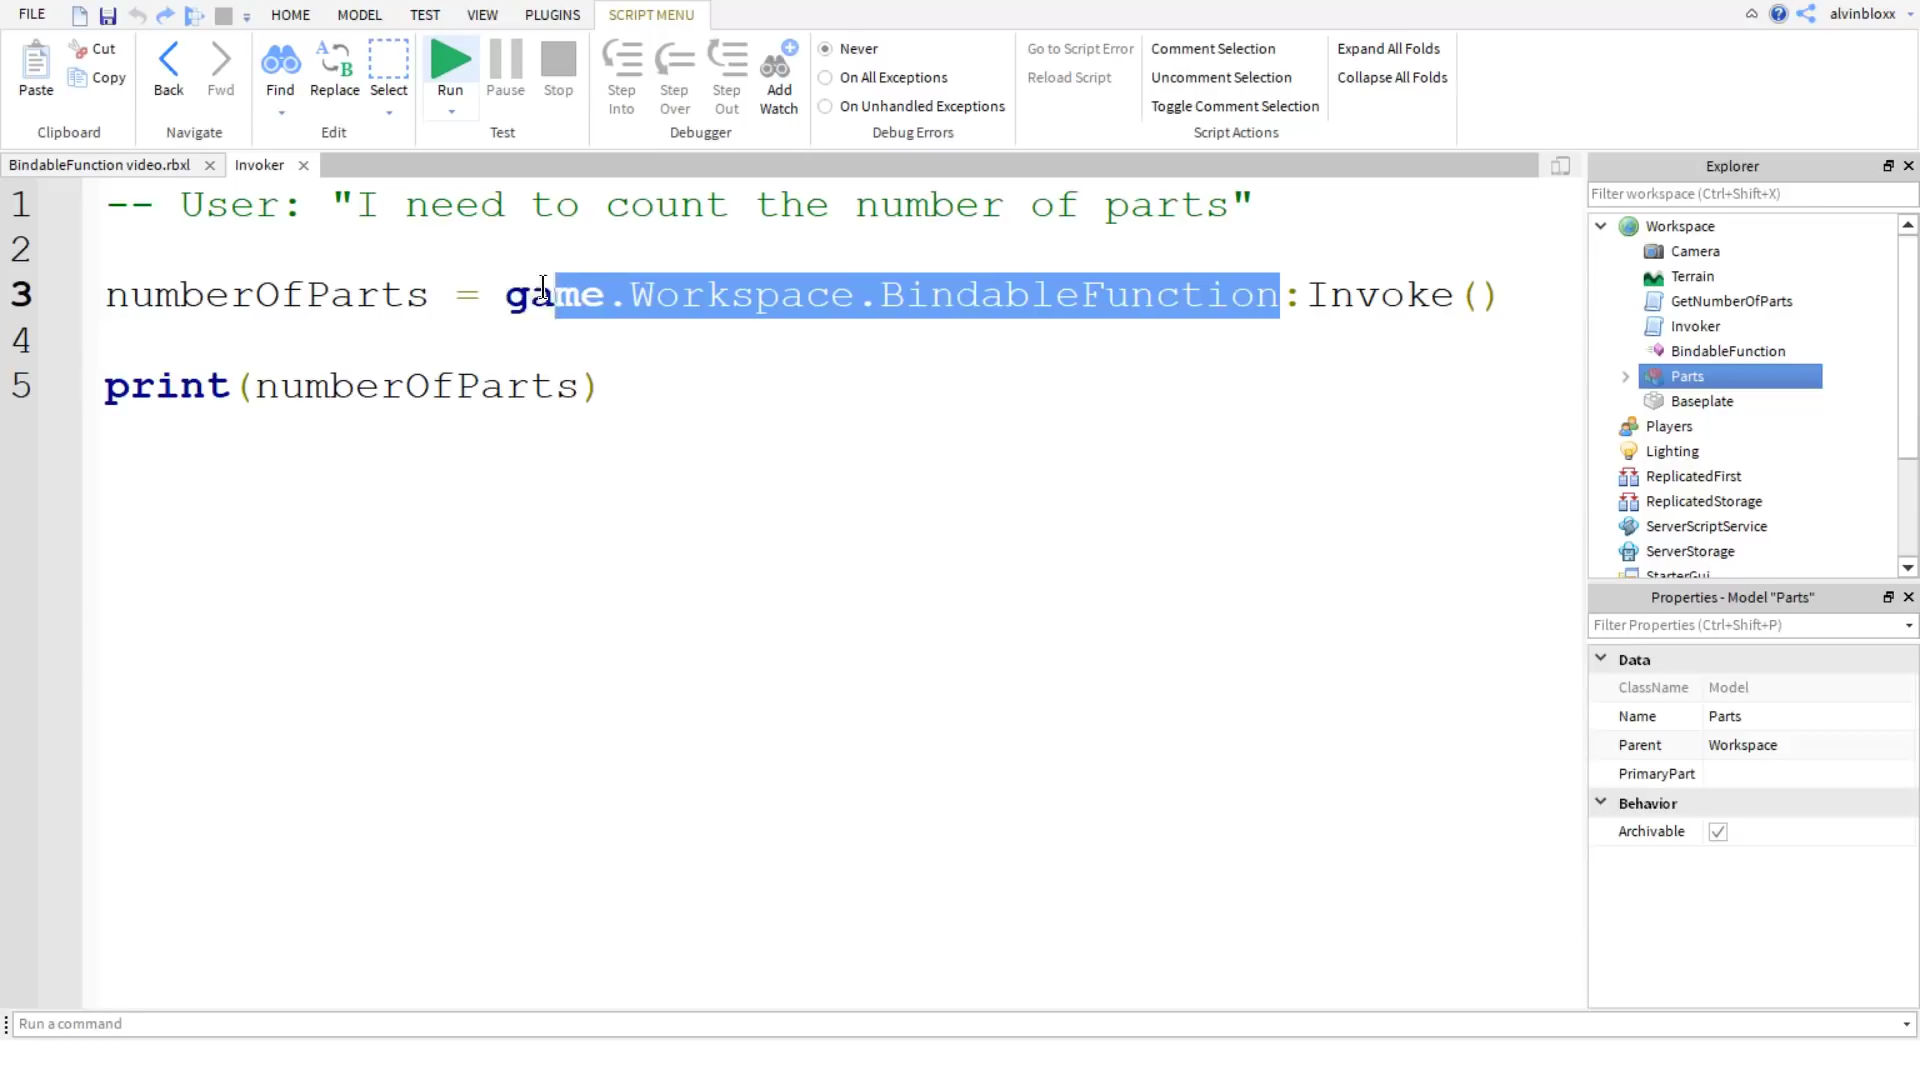 FILE
HOME
MODEL
TEST
VIEW
PLUGINS
SCRIPT MENU
alvinbloxx
Paste
Cut
Copy
Clipboard
Back
Fwd
Navigate
Find
Replace
Select
Edit
Run
Pause
Stop
Test
Step Into
Step Over
Step Out
Add Watch
Debugger
Never
On All Exceptions
On Unhandled Exceptions
Debug Errors
Go to Script Error
Reload Script
Comment Selection
Uncomment Selection
Toggle Comment Selection
Script Actions
Expand All Folds
Collapse All Folds
BindableFunction video.rbxl
Invoker
1 -- User: "I need to count the number of parts"
2
3 numberOfParts = game.Workspace.BindableFunction:Invoke()
4
5 print(numberOfParts)
Explorer
Filter workspace (Ctrl+Shift+X)
Workspace
Camera
Terrain
GetNumberOfParts
Invoker
BindableFunction
Parts
Baseplate
Players
Lighting
ReplicatedFirst
ReplicatedStorage
ServerScriptService
ServerStorage
StarterGui
Properties - Model "Parts"
Filter Properties (Ctrl+Shift+P)
Data
ClassName Model
Name Parts
Parent Workspace
PrimaryPart
Behavior
Archivable
Run a command